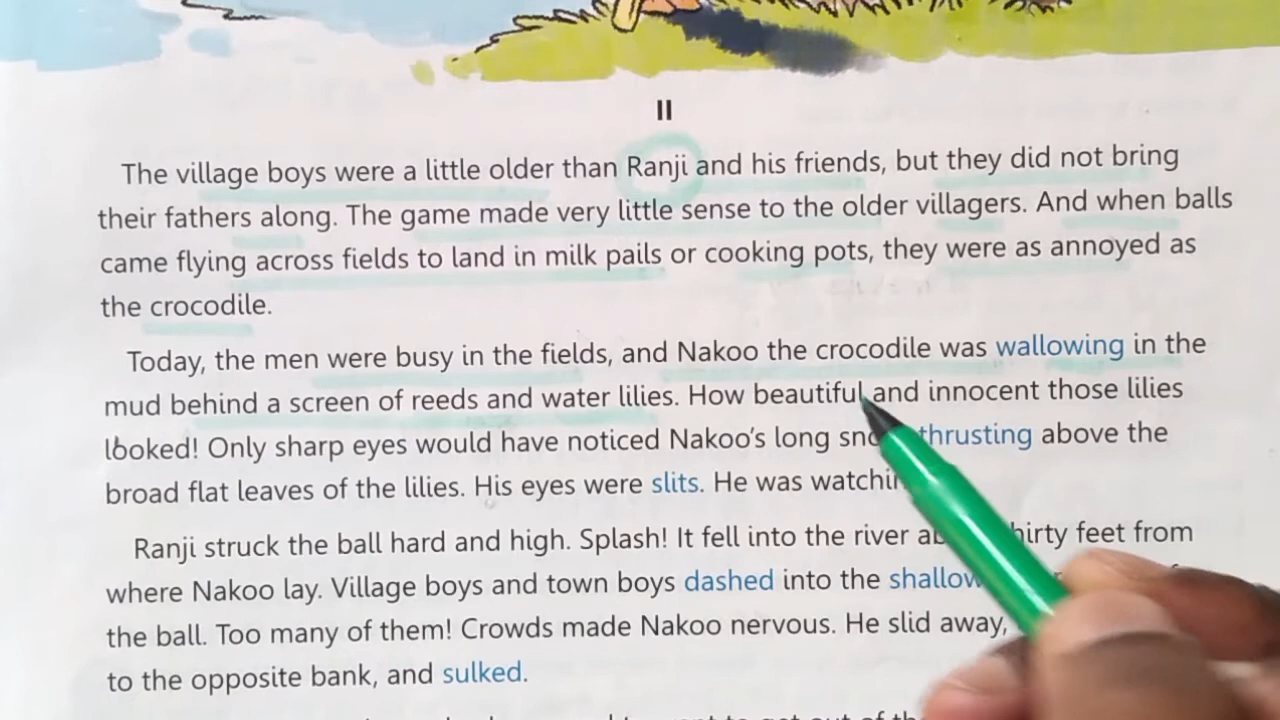 II
The village boys were a little older than Ranji and his friends, but they did not bring
their fathers along. The game made very little sense to the older villagers. And when balls
came flying across fields to land in milk pails or cooking pots, they were as annoyed as
the crocodile.
Today, the men were busy in the fields, and Nakoo the crocodile was wallowing in the
mud behind a screen of reeds and water lilies. How beautiful and innocent those lilies
looked! Only sharp eyes would have noticed Nakoo's long thrusting above the
broad flat leaves of the lilies. His eyes were slits. He was
Ranji struck the ball hard and high. Splash! It fell into the river feet from
where Nakoo lay. Village boys and town boys dashed into the
the ball. Too many of them! Crowds made Nakoo nervous. He slid away,
to the opposite bank, and sulked.